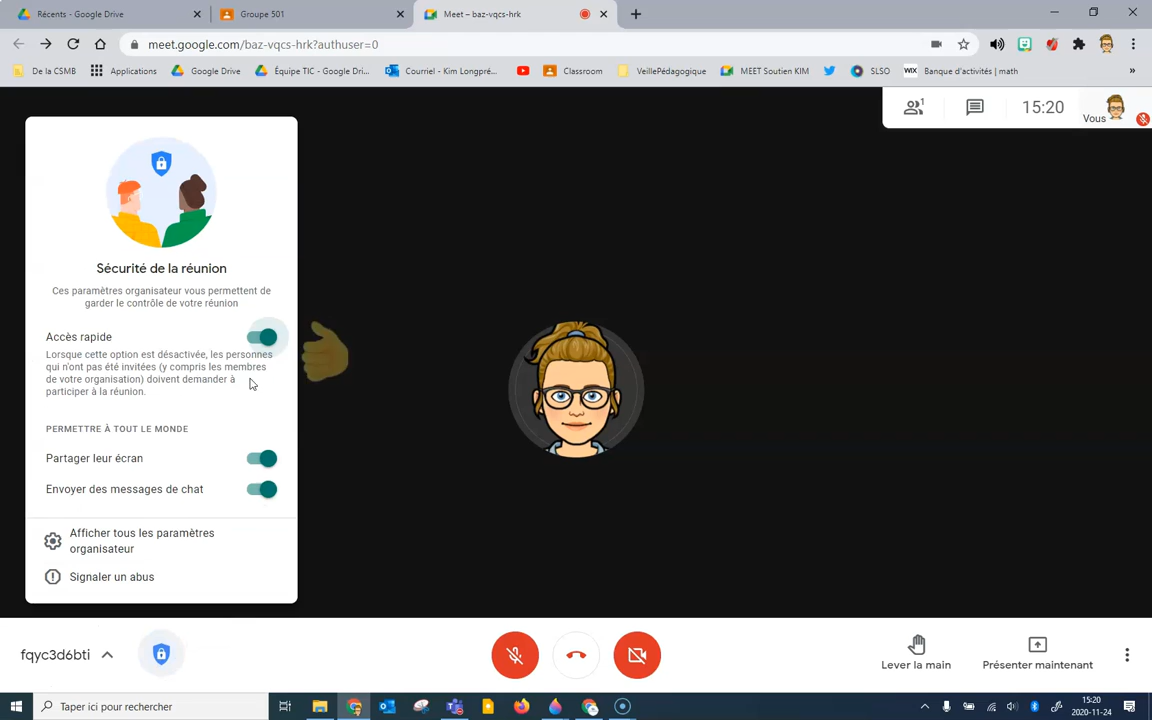 Récents - Google Drive
Groupe 501
Meet – baz-vqcs-hrk
meet.google.com/baz-vqcs-hrk?authuser=0
De la CSMB
Applications
Google Drive
Équipe TIC - Google Dri...
Courriel - Kim Longpré...
Classroom
VeillePédagogique
MEET Soutien KIM
SLSO
WIX
Banque d'activités | math
»
1
15:20
Vous
Sécurité de la réunion
Ces paramètres organisateur vous permettent de
garder le contrôle de votre réunion
Accès rapide
Lorsque cette option est désactivée, les personnes
qui n'ont pas été invitées (y compris les membres
de votre organisation) doivent demander à
participer à la réunion.
PERMETTRE À TOUT LE MONDE
Partager leur écran
Envoyer des messages de chat
Afficher tous les paramètres
organisateur
Signaler un abus
fqyc3d6bti
Lever la main
Présenter maintenant
Taper ici pour rechercher
15:20
2020-11-24